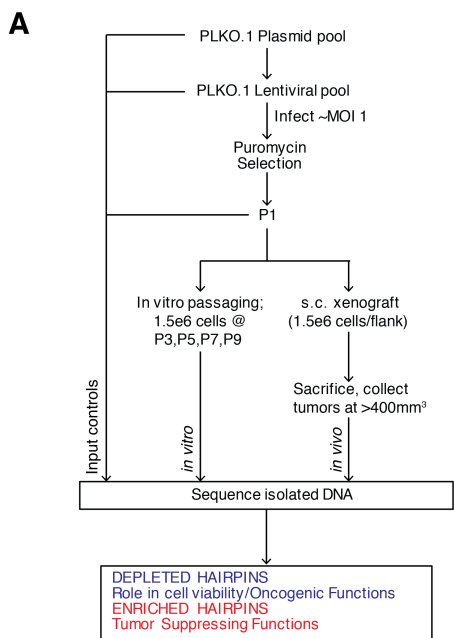 A
PLKO.1 Plasmid pool
PLKO.1 Lentiviral pool
Infect ~MOI 1
Puromycin
Selection
P1
In vitro passaging;
1.5e6 cells @
P3,P5,P7,P9
s.c. xenograft
(1.5e6 cells/flank)
Sacrifice, collect
tumors at >400mm³
Input controls
in vitro
in vivo
Sequence isolated DNA
DEPLETED HAIRPINS
Role in cell viability/Oncogenic Functions
ENRICHED HAIRPINS
Tumor Suppressing Functions